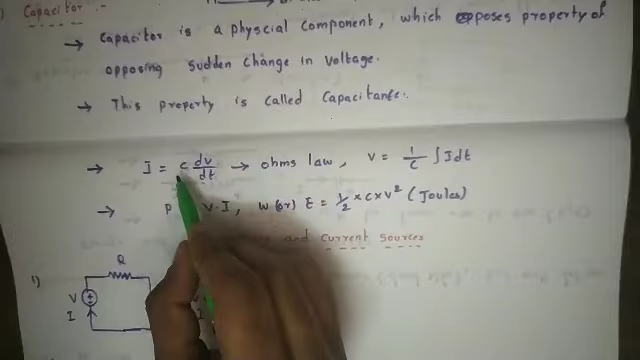 Capacitor :-
→ Capacitor is a physcial component, which opposes property of
opposing sudden change in voltage.
→ This property is called Capacitance.
→ I = C dv/dt → ohms law, V = 1/C ∫ I dt
→ P V.I, W(or) E = 1/2 × C × V² (Joules)
and current sources
1)
R
V
I